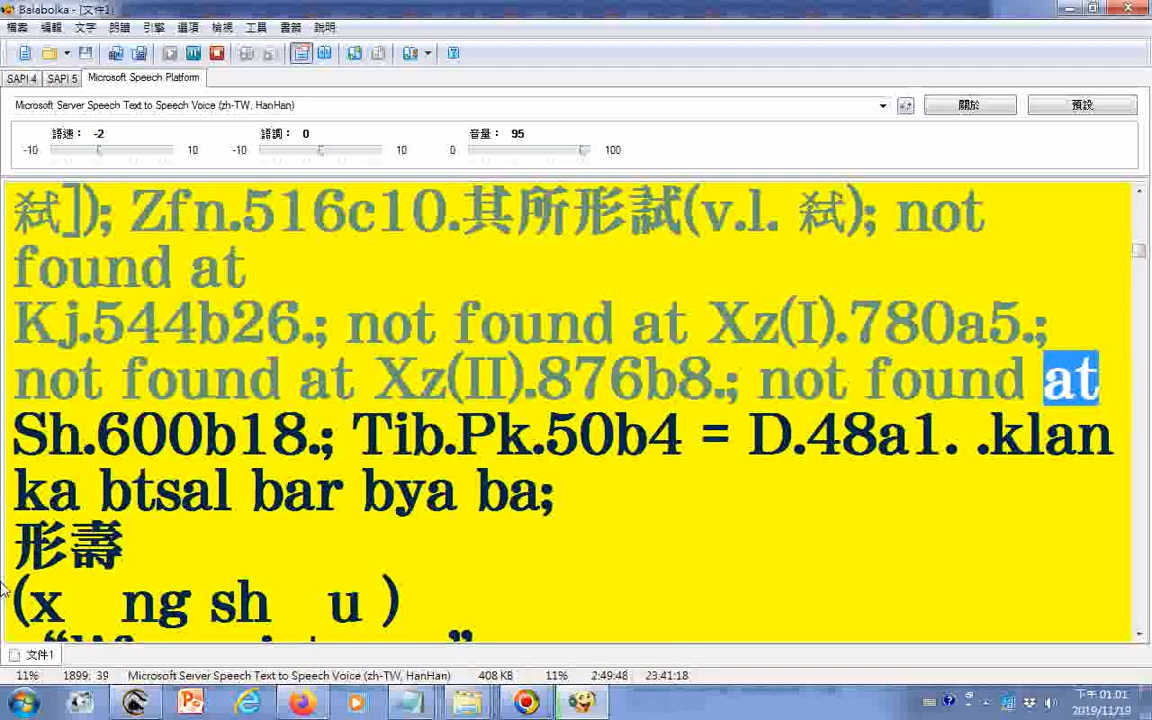 Balabolka - [文件1]
檔案 編輯 文字 朗讀 引擎 選項 檢視 工具 書籤 說明
SAPI 4 SAPI 5 Microsoft Speech Platform
Microsoft Server Speech Text to Speech Voice (zh-TW, HanHan) 關於 預設
語速： -2 語調： 0 音量： 95
-10 10 -10 10 0 100
弑]); Zfn.516c10.其所形試(v.l. 弑); not
found at
Kj.544b26.; not found at Xz(I).780a5.;
not found at Xz(II).876b8.; not found at
Sh.600b18.; Tib.Pk.50b4 = D.48a1. .klan
ka btsal bar bya ba;
形壽
(x ng sh u )
文件1
11% 1899, 39 Microsoft Server Speech Text to Speech Voice (zh-TW, HanHan) 408 KB 11% 2:49:48 23:41:18
下午 01:01
2019/11/19